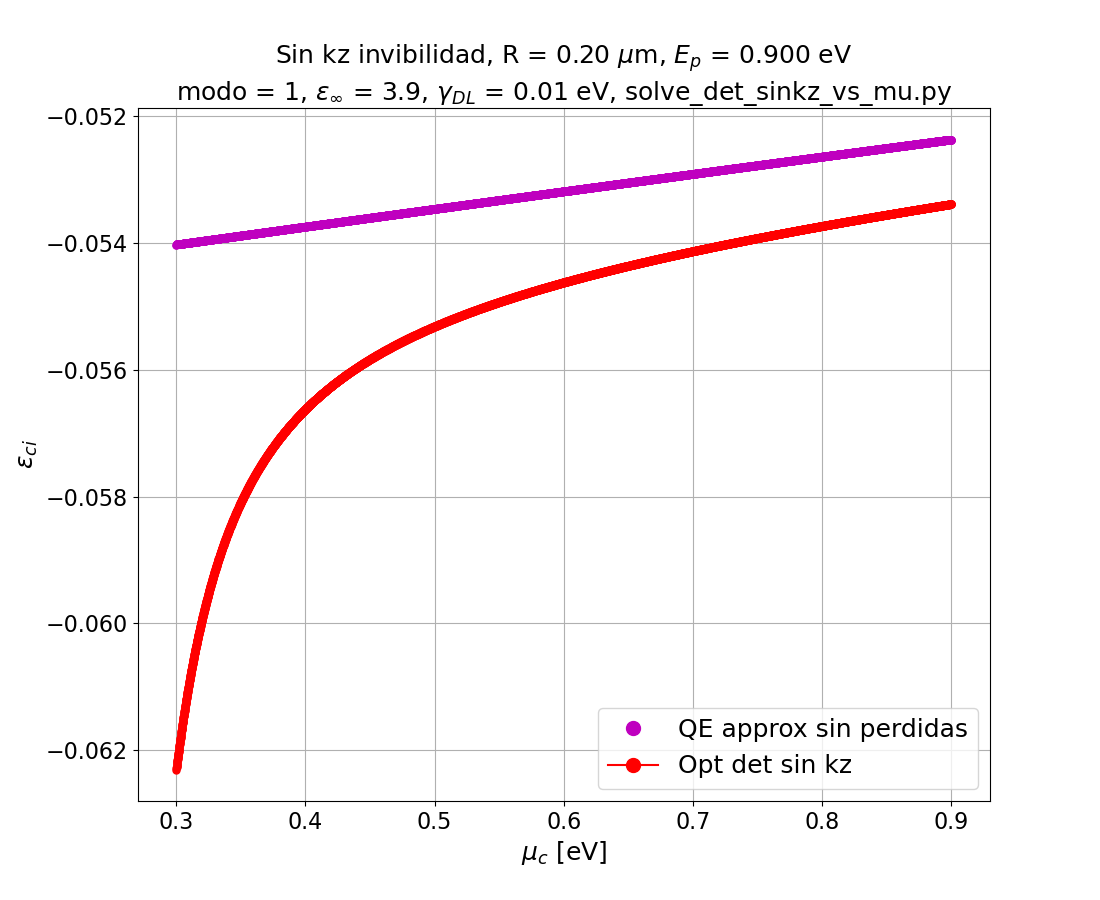 Sin kz invibilidad, R = 0.20 μm, E_p = 0.900 eV
modo = 1, ε_∞ = 3.9, γ_DL = 0.01 eV, solve_det_sinkz_vs_mu.py
−0.052
−0.054
−0.056
−0.058
−0.060
−0.062
ε_ci
QE approx sin perdidas
Opt det sin kz
0.3 0.4 0.5 0.6 0.7 0.8 0.9
μ_c [eV]